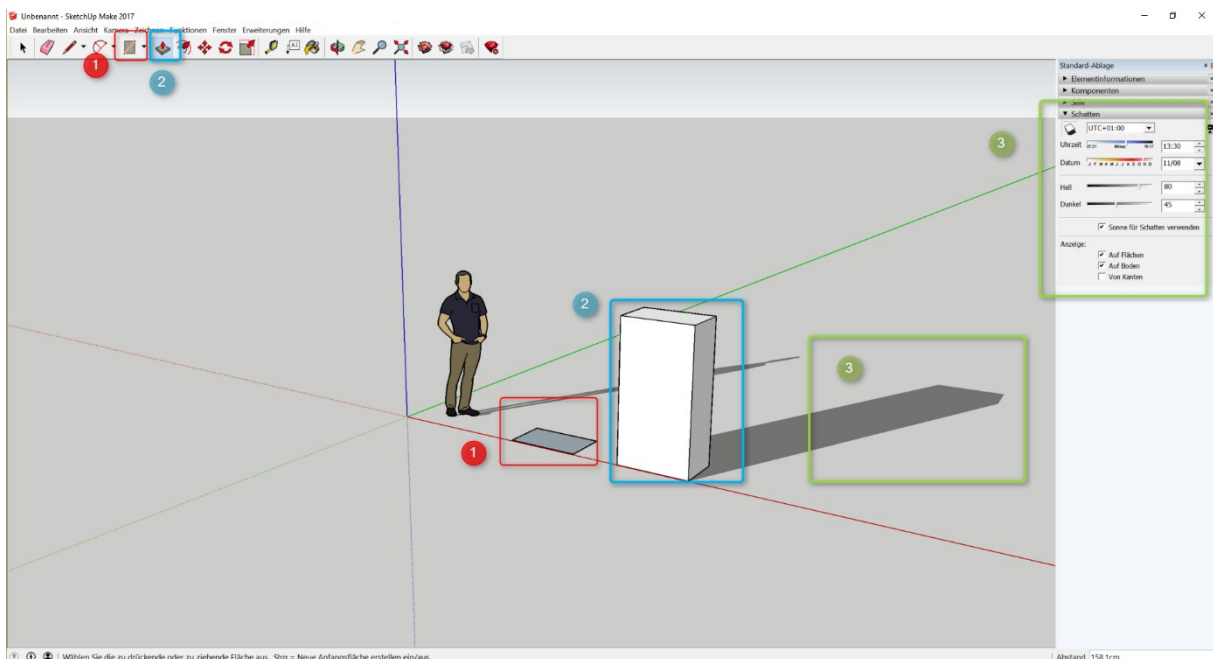 Unbenannt - SketchUp Make 2017
Datei Bearbeiten Ansicht Kamera Zeichnen Funktionen Fenster Erweiterungen Hilfe
1
2
Standard-Ablage
Elementinformationen
Komponenten
Stile
Schatten
3
UTC+01:00
Uhrzeit 13:30
Datum J F M A M J J A S O N D 11/08
Hell 80
Dunkel 45
Sonne für Schatten verwenden
Anzeige:
Auf Flächen
Auf Boden
Von Kanten
2
3
1
Wählen Sie die zu drückende oder zu ziehende Fläche aus. Strg = Neue Anfangsfläche erstellen ein/aus.
Abstand 158,1cm